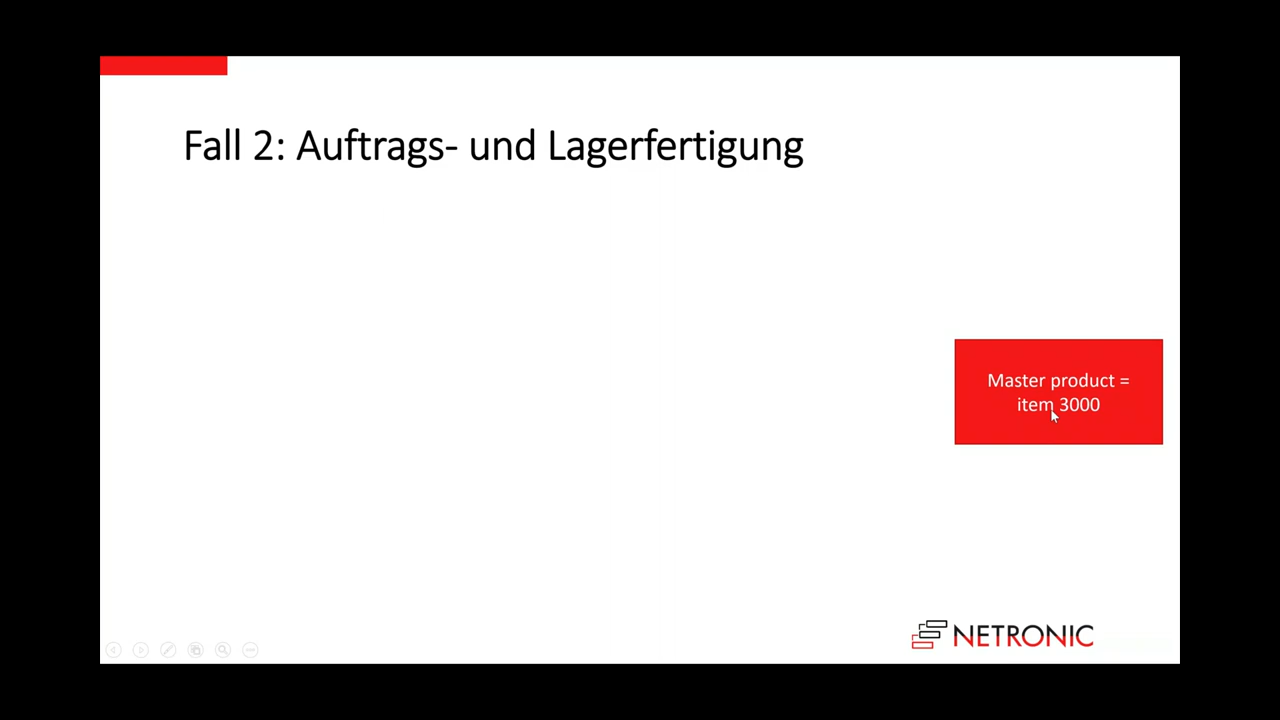 Fall 2: Auftrags- und Lagerfertigung
Master product =
item 3000
NETRONIC